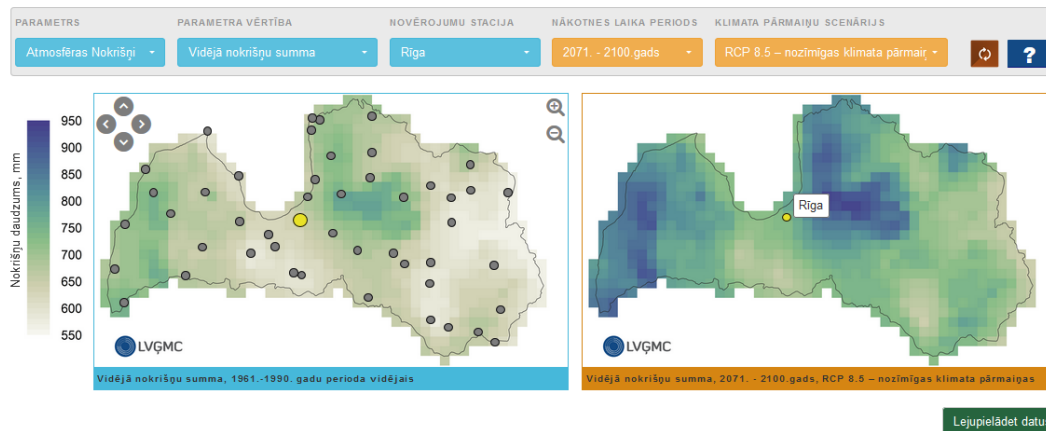 PARAMETRS
PARAMETRA VĒRTĪBA
NOVĒROJUMU STACIJA
NĀKOTNES LAIKA PERIODS
KLIMATA PĀRMAIŅU SCENĀRIJS
Atmosfēras Nokrišņi
Vidējā nokrišņu summa
Rīga
2071. - 2100.gads
RCP 8.5 – nozīmīgas klimata pārmaiņ
?
Nokrišņu daudzums, mm
950
900
850
800
750
700
650
600
550
LVĢMC
Vidējā nokrišņu summa, 1961.-1990. gadu perioda vidējais
Rīga
LVĢMC
Vidējā nokrišņu summa, 2071. - 2100.gads, RCP 8.5 – nozīmīgas klimata pārmaiņas
Lejupielādēt datus